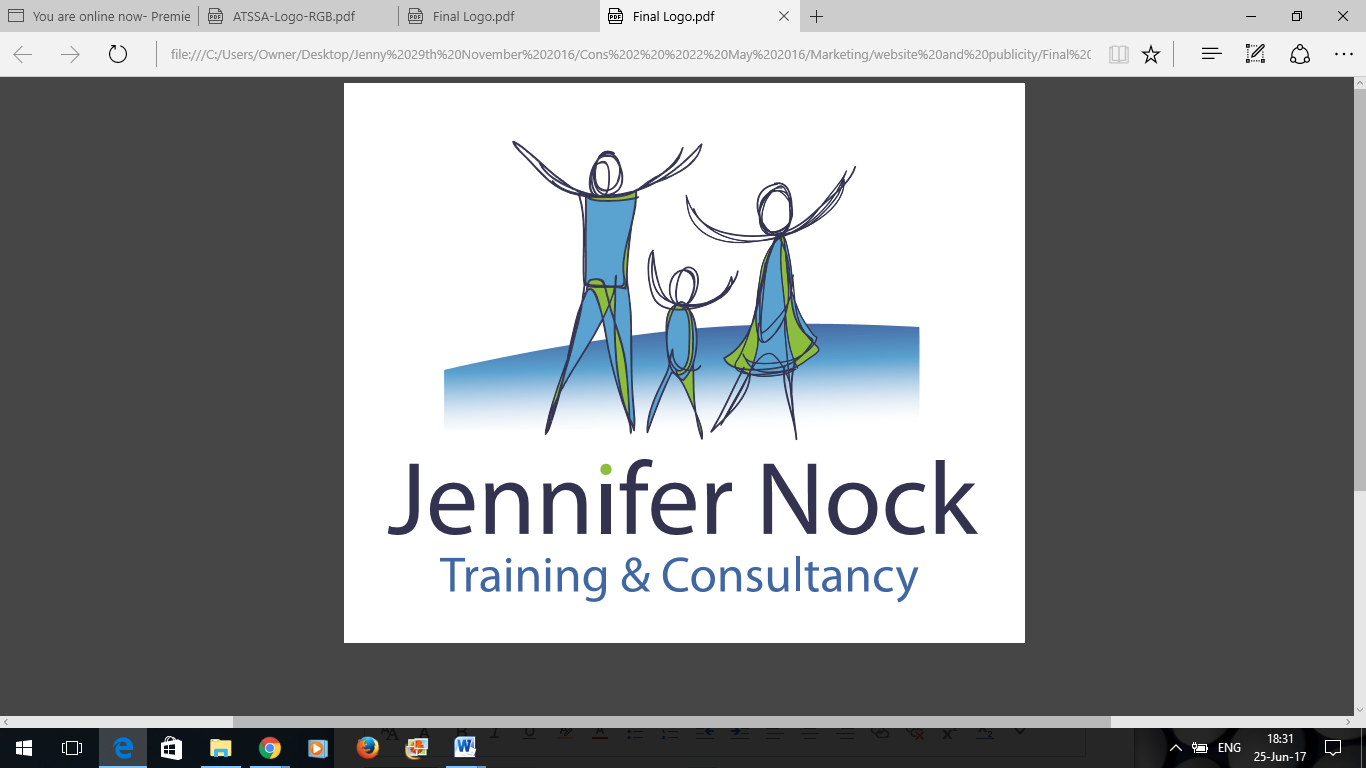 You are online now- Premie
ATSSA-Logo-RGB.pdf
Final Logo.pdf
Final Logo.pdf
file:///C:/Users/Owner/Desktop/Jenny%2029th%20November%202016/Cons%202%20%2022%20May%202016/Marketing/website%20and%20publicity/Final%20
Jennifer Nock
Training & Consultancy
ENG
18:31
25-Jun-17